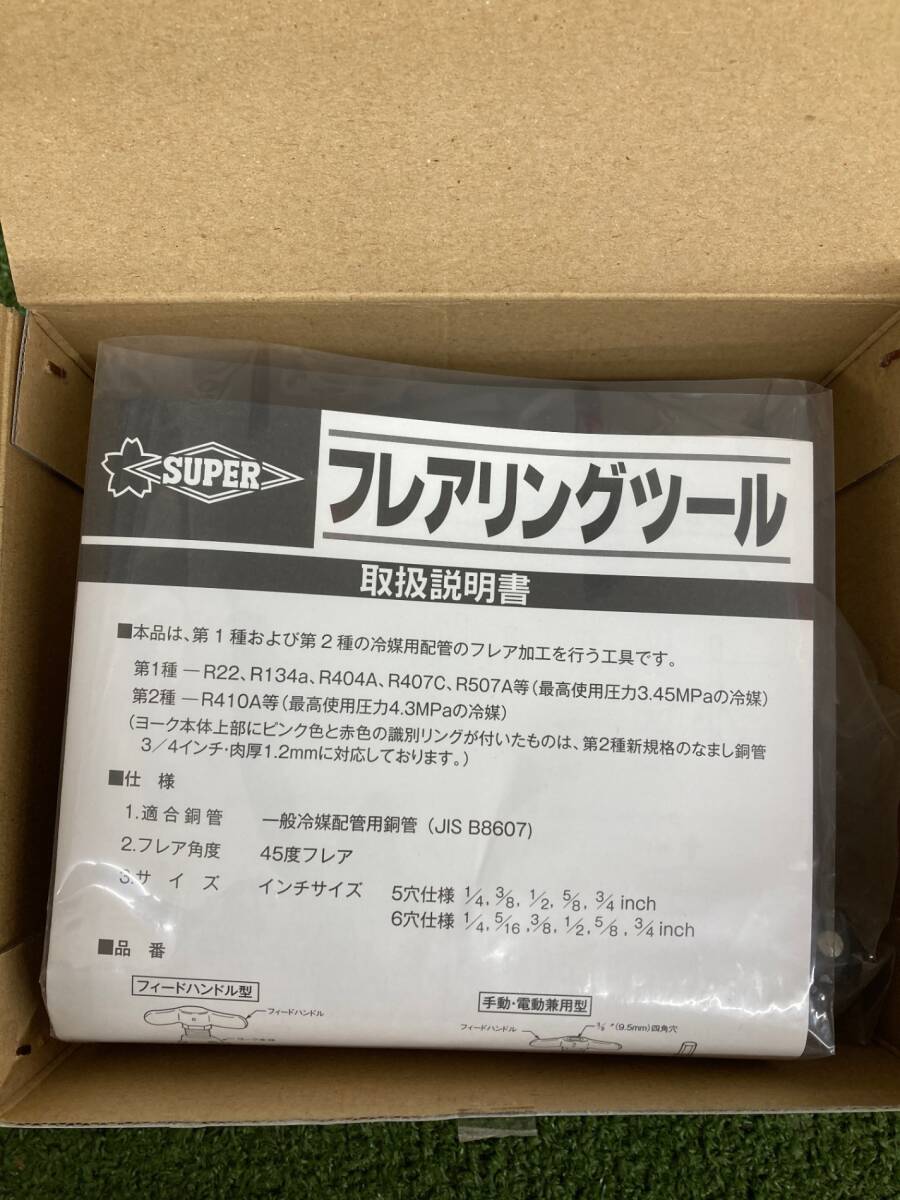 SUPER
フレアリングツール
取扱説明書
■本品は、第1種および第2種の冷媒用配管のフレア加工を行う工具です。
第1種 ― R22、R134a、R404A、R407C、R507A等(最高使用圧力3.45MPaの冷媒)
第2種 ― R410A等(最高使用圧力4.3MPaの冷媒)
(ヨーク本体上部にピンク色と赤色の識別リングが付いたものは、第2種新規格のなまし銅管
3／4インチ・肉厚1.2mmに対応しております。)
■仕 様
1.適合銅管 一般冷媒配管用銅管 (JIS B8607)
2.フレア角度 45度フレア
3.サイズ インチサイズ 5穴仕様 1/4, 3/8, 1/2, 5/8, 3/4 inch
6穴仕様 1/4, 5/16, 3/8, 1/2, 5/8, 3/4 inch
■品 番
フィードハンドル型 手動・電動兼用型
フィードハンドル フィードハンドル 3/8"(9.5mm)四角穴